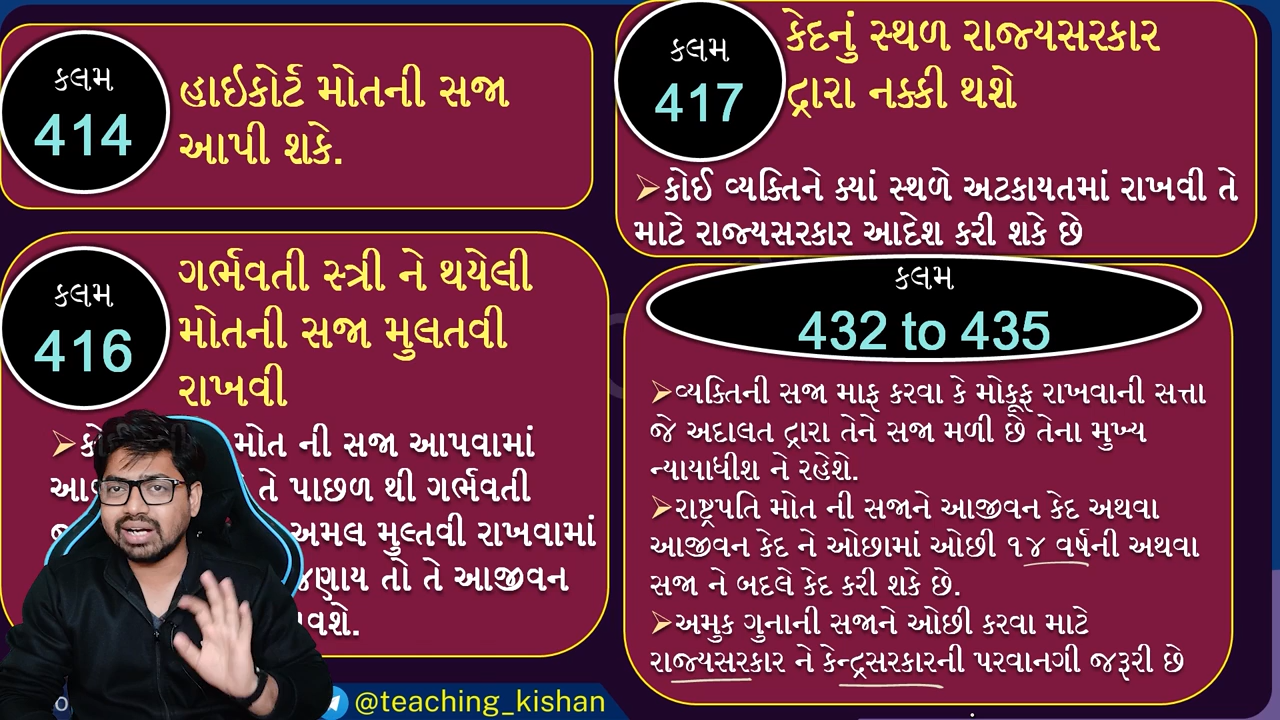 કલમ
414
હાઇકોર્ટ મોતની સજા
આપી શકે.
કલમ
416
ગર્ભવતી સ્ત્રી ને થયેલી
મોતની સજા મુલતવી
રાખવી
મોત ની સજા આપવામાં
તે પાછળ થી ગર્ભવતી
અમલ મુલ્તવી રાખવામાં
જણાય તો તે આજીવન
કલમ
417
કેદનું સ્થળ રાજ્યસરકાર
દ્રારા નક્કી થશે
➢કોઈ વ્યક્તિને ક્યાં સ્થળે અટકાયતમાં રાખવી તે
માટે રાજ્યસરકાર આદેશ કરી શકે છે
કલમ
432 to 435
➢વ્યક્તિની સજા માફ કરવા કે મોકૂફ રાખવાની સત્તા
જે અદાલત દ્રારા તેને સજા મળી છે તેના મુખ્ય
ન્યાયાધીશ ને રહેશે.
➢રાષ્ટ્રપતિ મોત ની સજાને આજીવન કેદ અથવા
આજીવન કેદ ને ઓછામાં ઓછી ૧૪ વર્ષની અથવા
સજા ને બદલે કેદ કરી શકે છે.
➢અમુક ગુનાની સજાને ઓછી કરવા માટે
રાજ્યસરકાર ને કેન્દ્રસરકારની પરવાનગી જરૂરી છે
@teaching_kishan